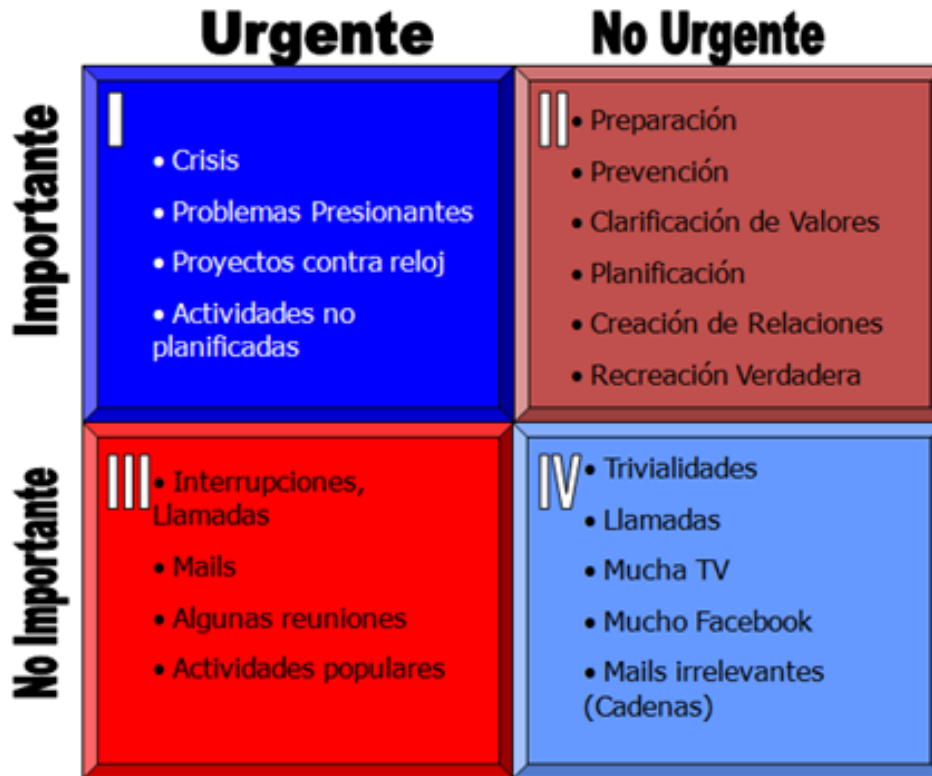 Urgente
No Urgente
Importante
I
• Crisis
• Problemas Presionantes
• Proyectos contra reloj
• Actividades no
planificadas
II
• Preparación
• Prevención
• Clarificación de Valores
• Planificación
• Creación de Relaciones
• Recreación Verdadera
No Importante
III
• Interrupciones,
Llamadas
• Mails
• Algunas reuniones
• Actividades populares
IV
• Trivialidades
• Llamadas
• Mucha TV
• Mucho Facebook
• Mails irrelevantes
(Cadenas)